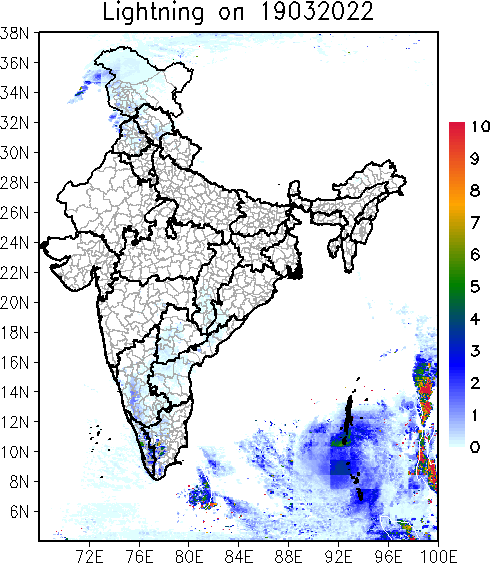 Lightning on 19032022
38N
36N
34N
32N
30N
28N
26N
24N
22N
20N
18N
16N
14N
12N
10N
8N
6N
72E 76E 80E 84E 88E 92E 96E 100E
10
9
8
7
6
5
4
3
2
1
0